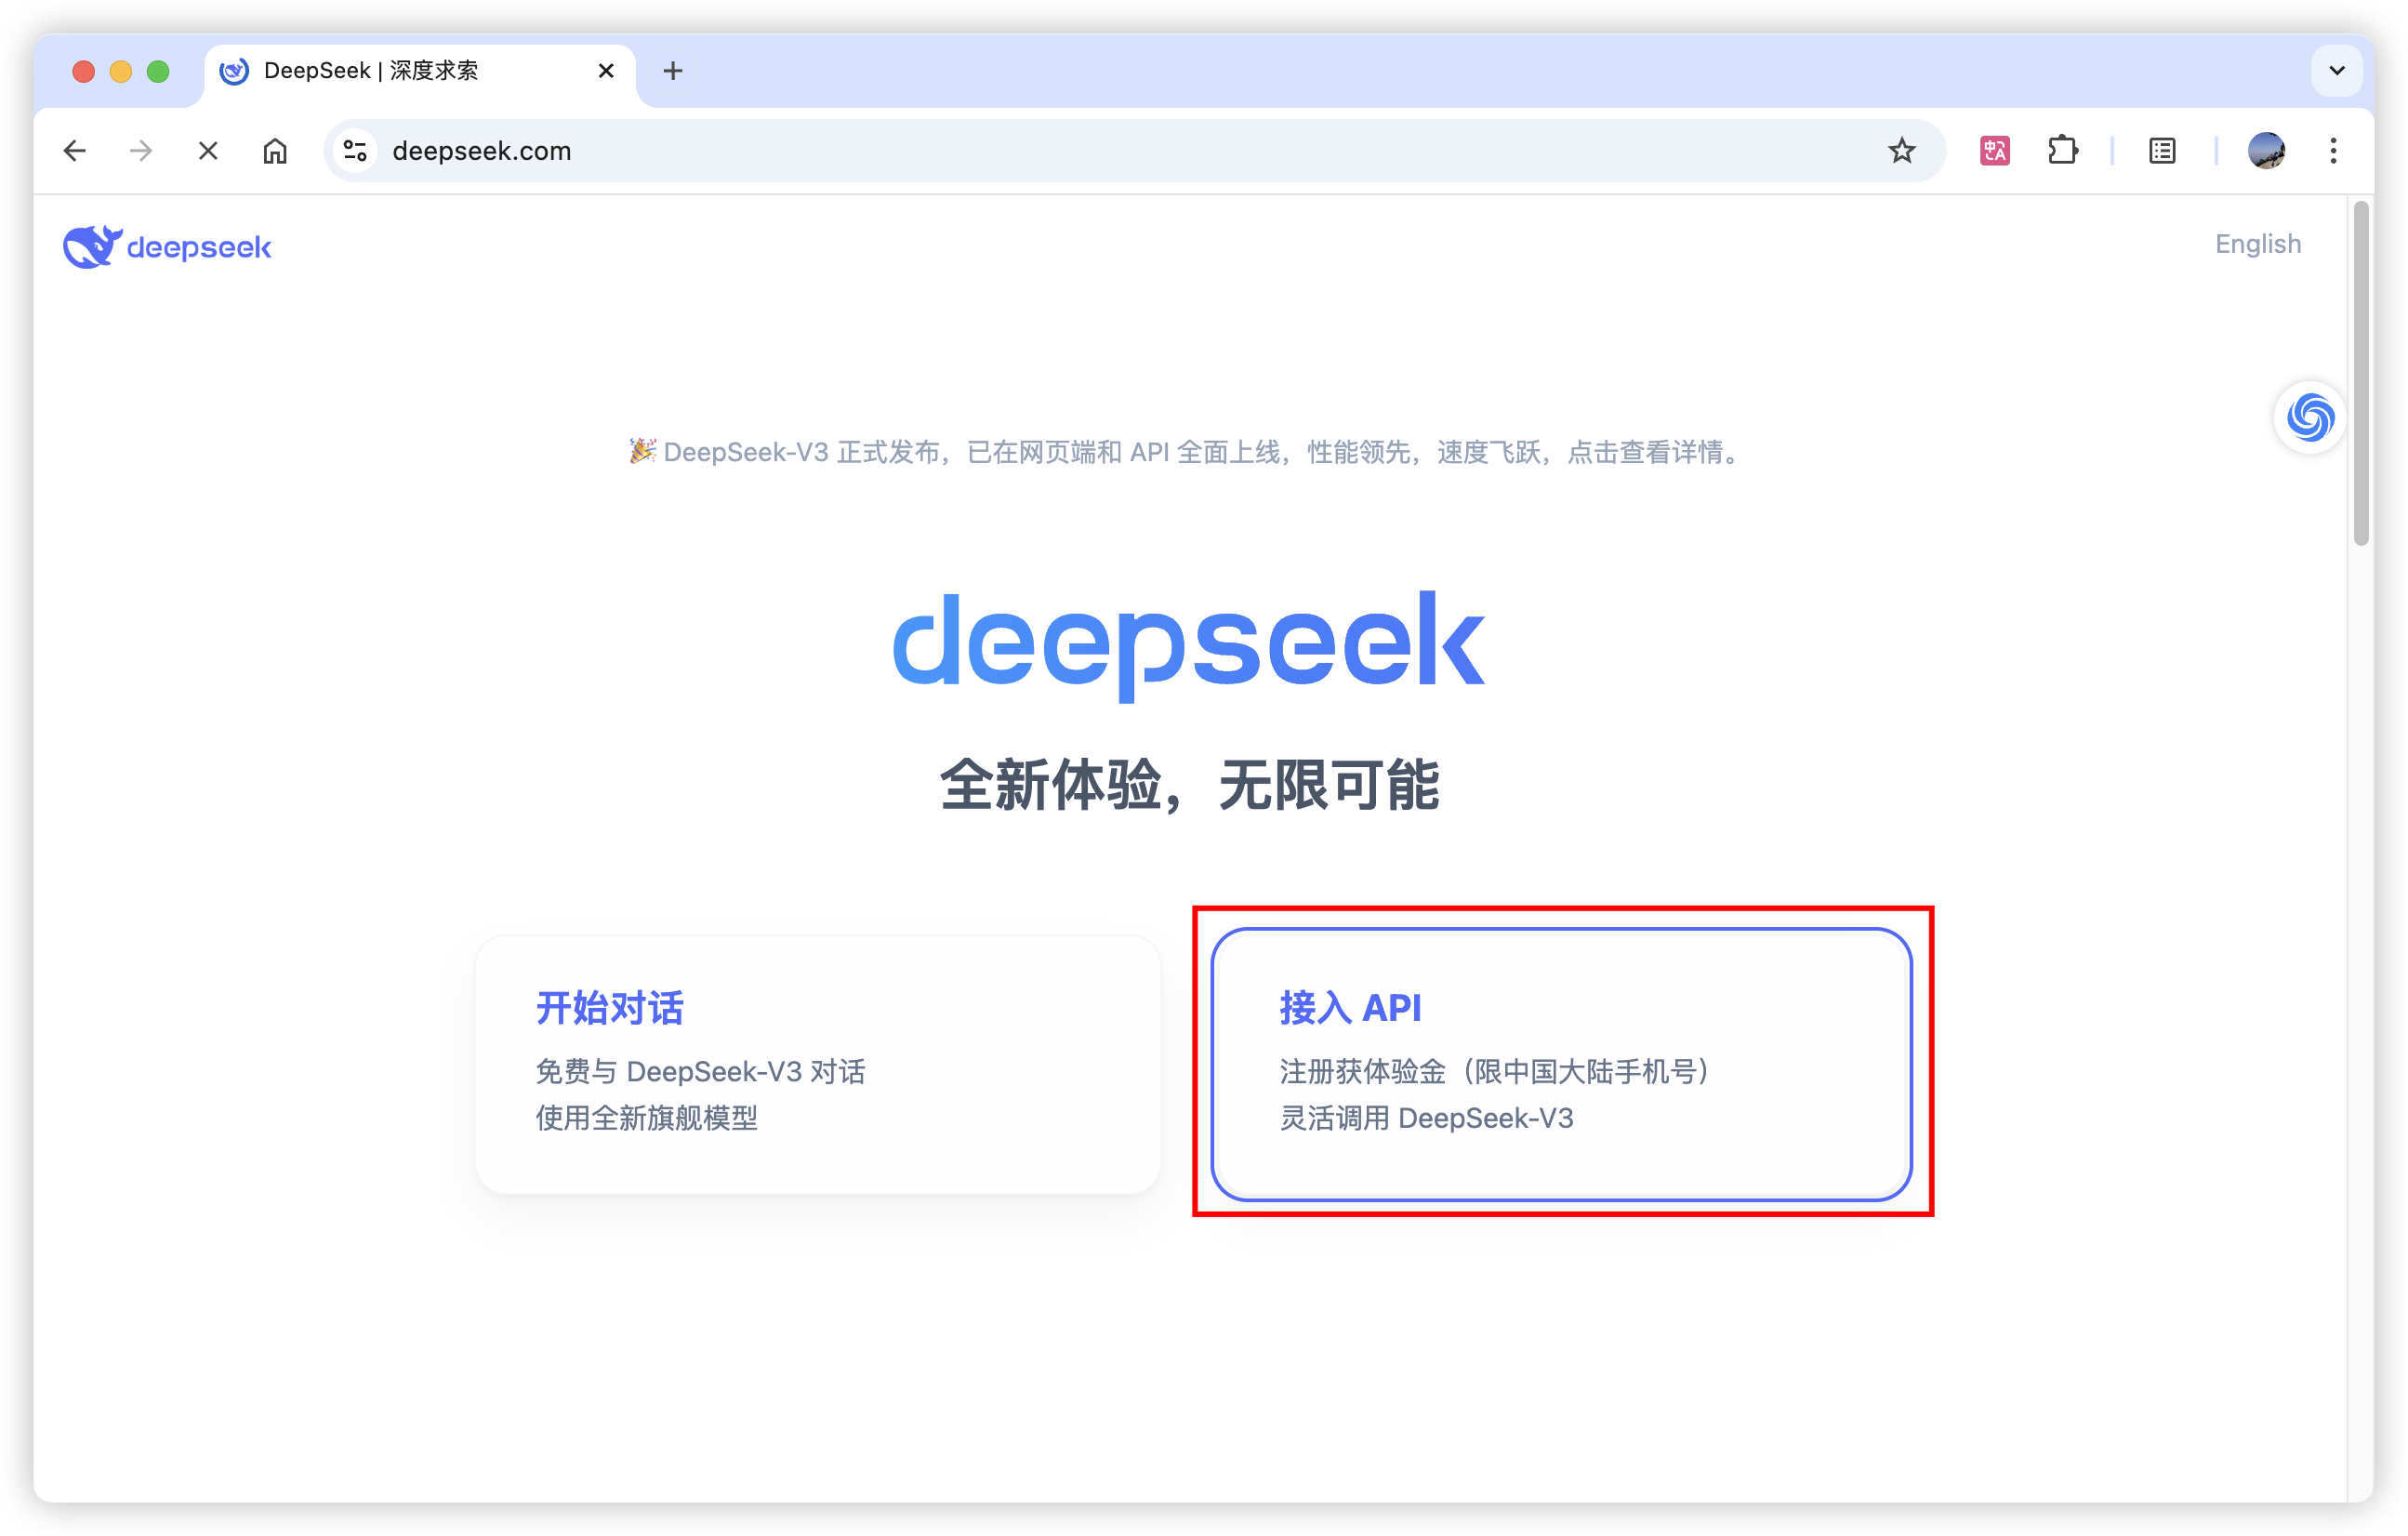 DeepSeek | 深度求索
deepseek.com
deepseek
English
🎉 DeepSeek-V3 正式发布，已在网页端和 API 全面上线，性能领先，速度飞跃，点击查看详情。
deepseek
全新体验，无限可能
开始对话
免费与 DeepSeek-V3 对话
使用全新旗舰模型
接入 API
注册获体验金（限中国大陆手机号）
灵活调用 DeepSeek-V3